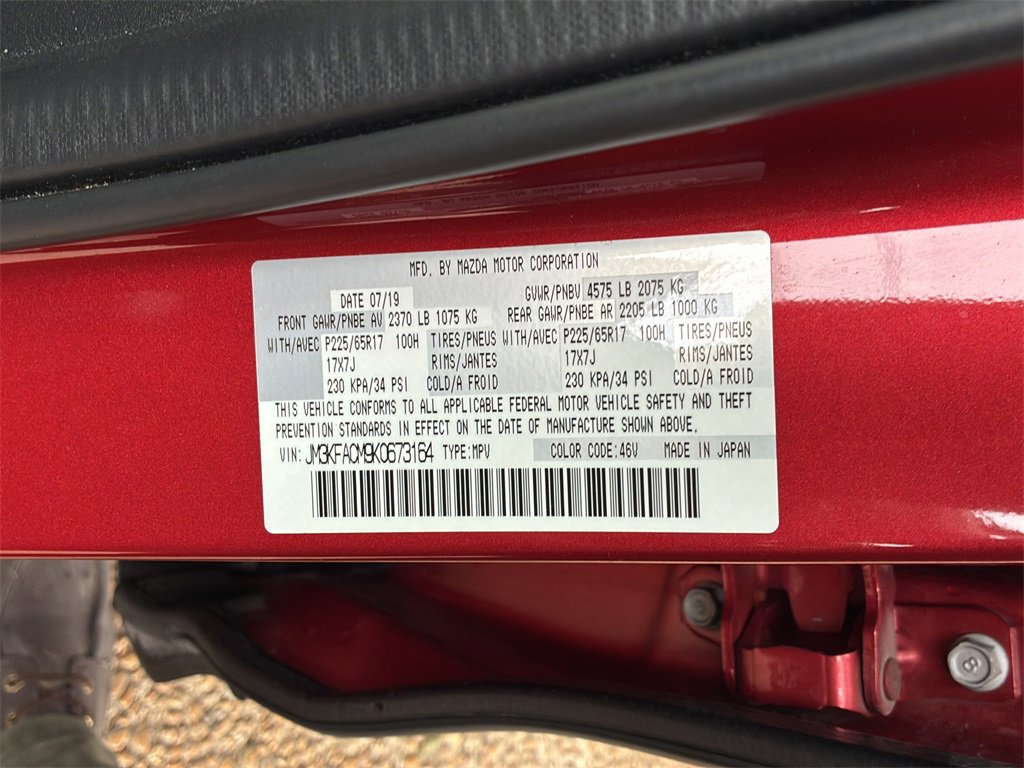 MFD. BY MAZDA MOTOR CORPORATION
DATE 07/19 GVWR/PNBV 4575 LB 2075 KG
FRONT GAWR/PNBE AV 2370 LB 1075 KG REAR GAWR/PNBE AR 2205 LB 1000 KG
WITH/AVEC P225/65R17 100H TIRES/PNEUS WITH/AVEC P225/65R17 100H TIRES/PNEUS
17X7J RIMS/JANTES 17X7J RIMS/JANTES
230 KPA/34 PSI COLD/A FROID 230 KPA/34 PSI COLD/A FROID
THIS VEHICLE CONFORMS TO ALL APPLICABLE FEDERAL MOTOR VEHICLE SAFETY AND THEFT
PREVENTION STANDARDS IN EFFECT ON THE DATE OF MANUFACTURE SHOWN ABOVE.
VIN: JM3KFACM9K0673164 TYPE:MPV COLOR CODE:46V MADE IN JAPAN
8